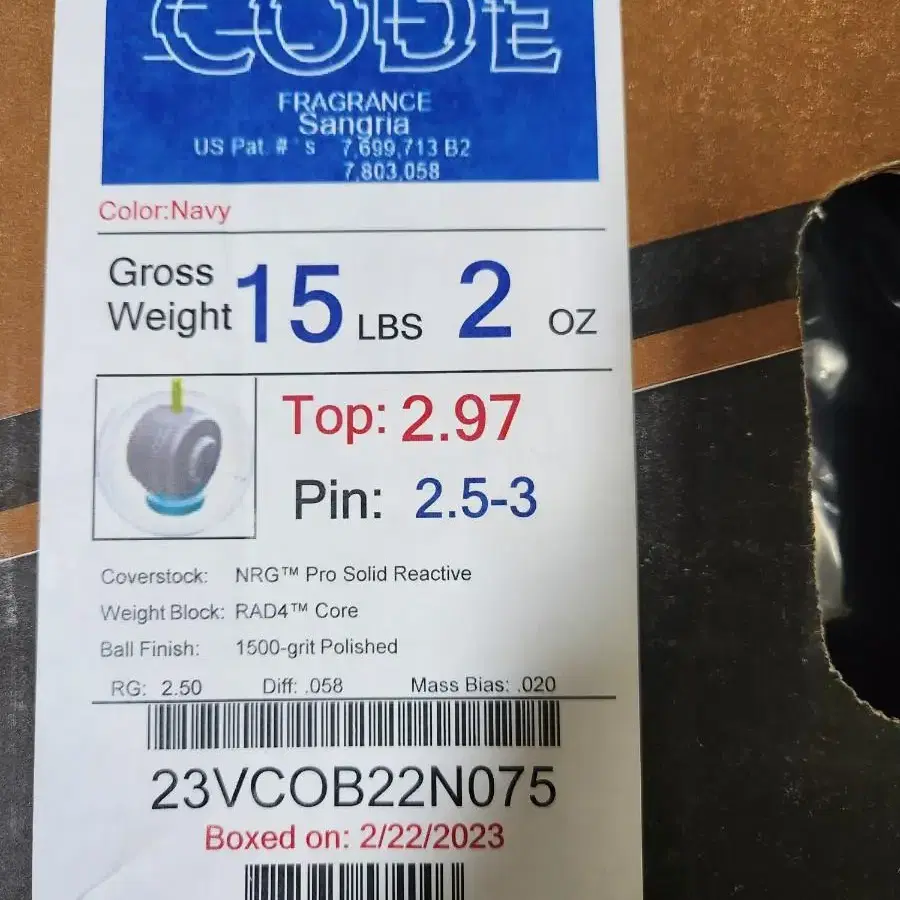 CODE
FRAGRANCE
Sangria
US Pat. #`s 7,699,713 B2
7,803,058
Color:Navy
Gross Weight 15 LBS 2 OZ
Top: 2.97
Pin: 2.5-3
Coverstock: NRG™ Pro Solid Reactive
Weight Block: RAD4™ Core
Ball Finish: 1500-grit Polished
RG: 2.50 Diff: .058 Mass Bias: .020
23VCOB22N075
Boxed on: 2/22/2023